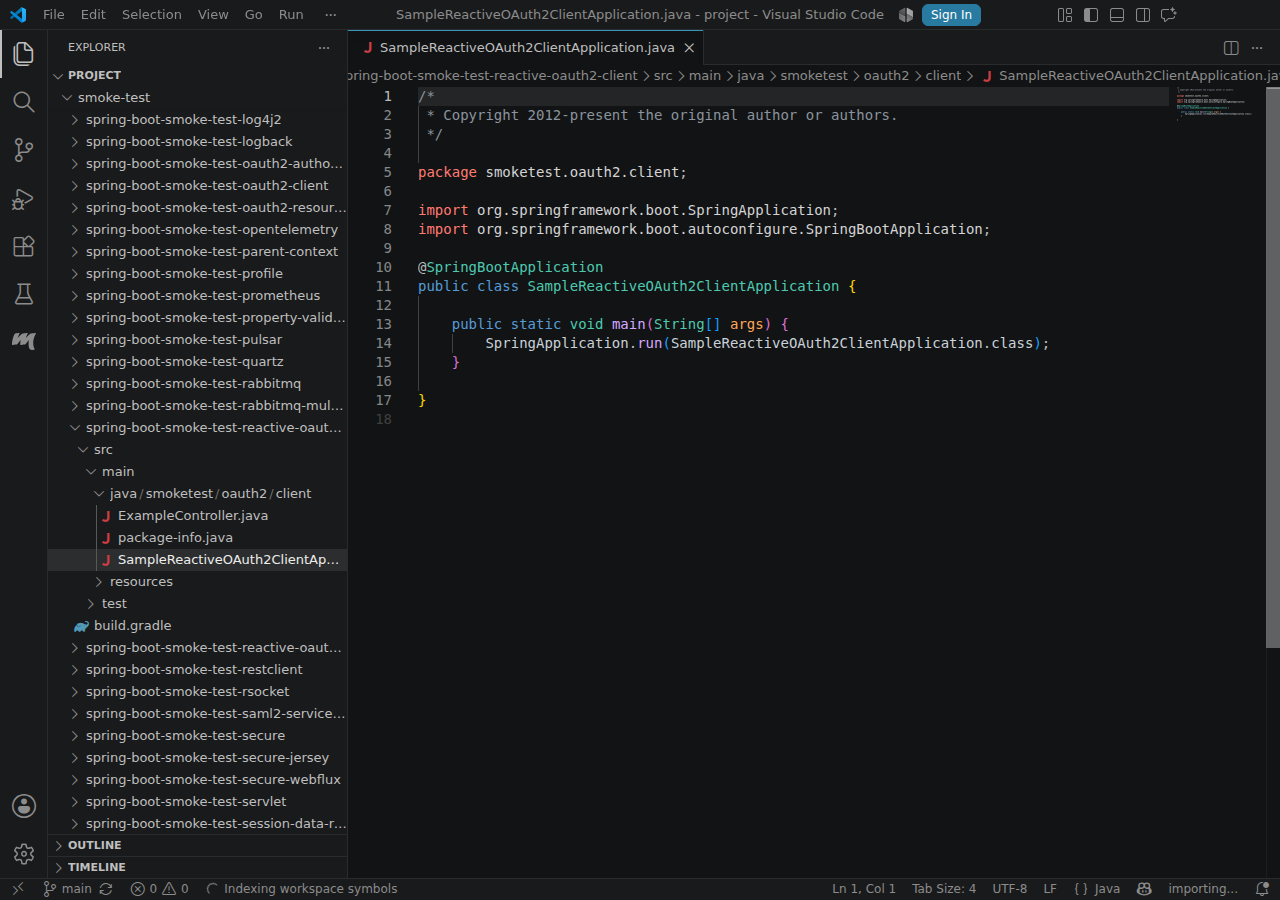 File Edit Selection View Go Run ··· SampleReactiveOAuth2ClientApplication.java - project - Visual Studio Code Sign In
EXPLORER ···
PROJECT
smoke-test
spring-boot-smoke-test-log4j2
spring-boot-smoke-test-logback
spring-boot-smoke-test-oauth2-autho...
spring-boot-smoke-test-oauth2-client
spring-boot-smoke-test-oauth2-resour...
spring-boot-smoke-test-opentelemetry
spring-boot-smoke-test-parent-context
spring-boot-smoke-test-profile
spring-boot-smoke-test-prometheus
spring-boot-smoke-test-property-valid...
spring-boot-smoke-test-pulsar
spring-boot-smoke-test-quartz
spring-boot-smoke-test-rabbitmq
spring-boot-smoke-test-rabbitmq-mul...
spring-boot-smoke-test-reactive-oaut...
src
main
java/smoketest/oauth2/client
ExampleController.java
package-info.java
SampleReactiveOAuth2ClientAp...
resources
test
build.gradle
spring-boot-smoke-test-reactive-oaut...
spring-boot-smoke-test-restclient
spring-boot-smoke-test-rsocket
spring-boot-smoke-test-saml2-service...
spring-boot-smoke-test-secure
spring-boot-smoke-test-secure-jersey
spring-boot-smoke-test-secure-webflux
spring-boot-smoke-test-servlet
spring-boot-smoke-test-session-data-r...
OUTLINE
TIMELINE
SampleReactiveOAuth2ClientApplication.java
pring-boot-smoke-test-reactive-oauth2-client > src > main > java > smoketest > oauth2 > client > SampleReactiveOAuth2ClientApplication.ja
1 /*
2  * Copyright 2012-present the original author or authors.
3  */
4
5 package smoketest.oauth2.client;
6
7 import org.springframework.boot.SpringApplication;
8 import org.springframework.boot.autoconfigure.SpringBootApplication;
9
10 @SpringBootApplication
11 public class SampleReactiveOAuth2ClientApplication {
12
13     public static void main(String[] args) {
14         SpringApplication.run(SampleReactiveOAuth2ClientApplication.class);
15     }
16
17 }
18
main 0 0 Indexing workspace symbols Ln 1, Col 1 Tab Size: 4 UTF-8 LF { } Java importing...